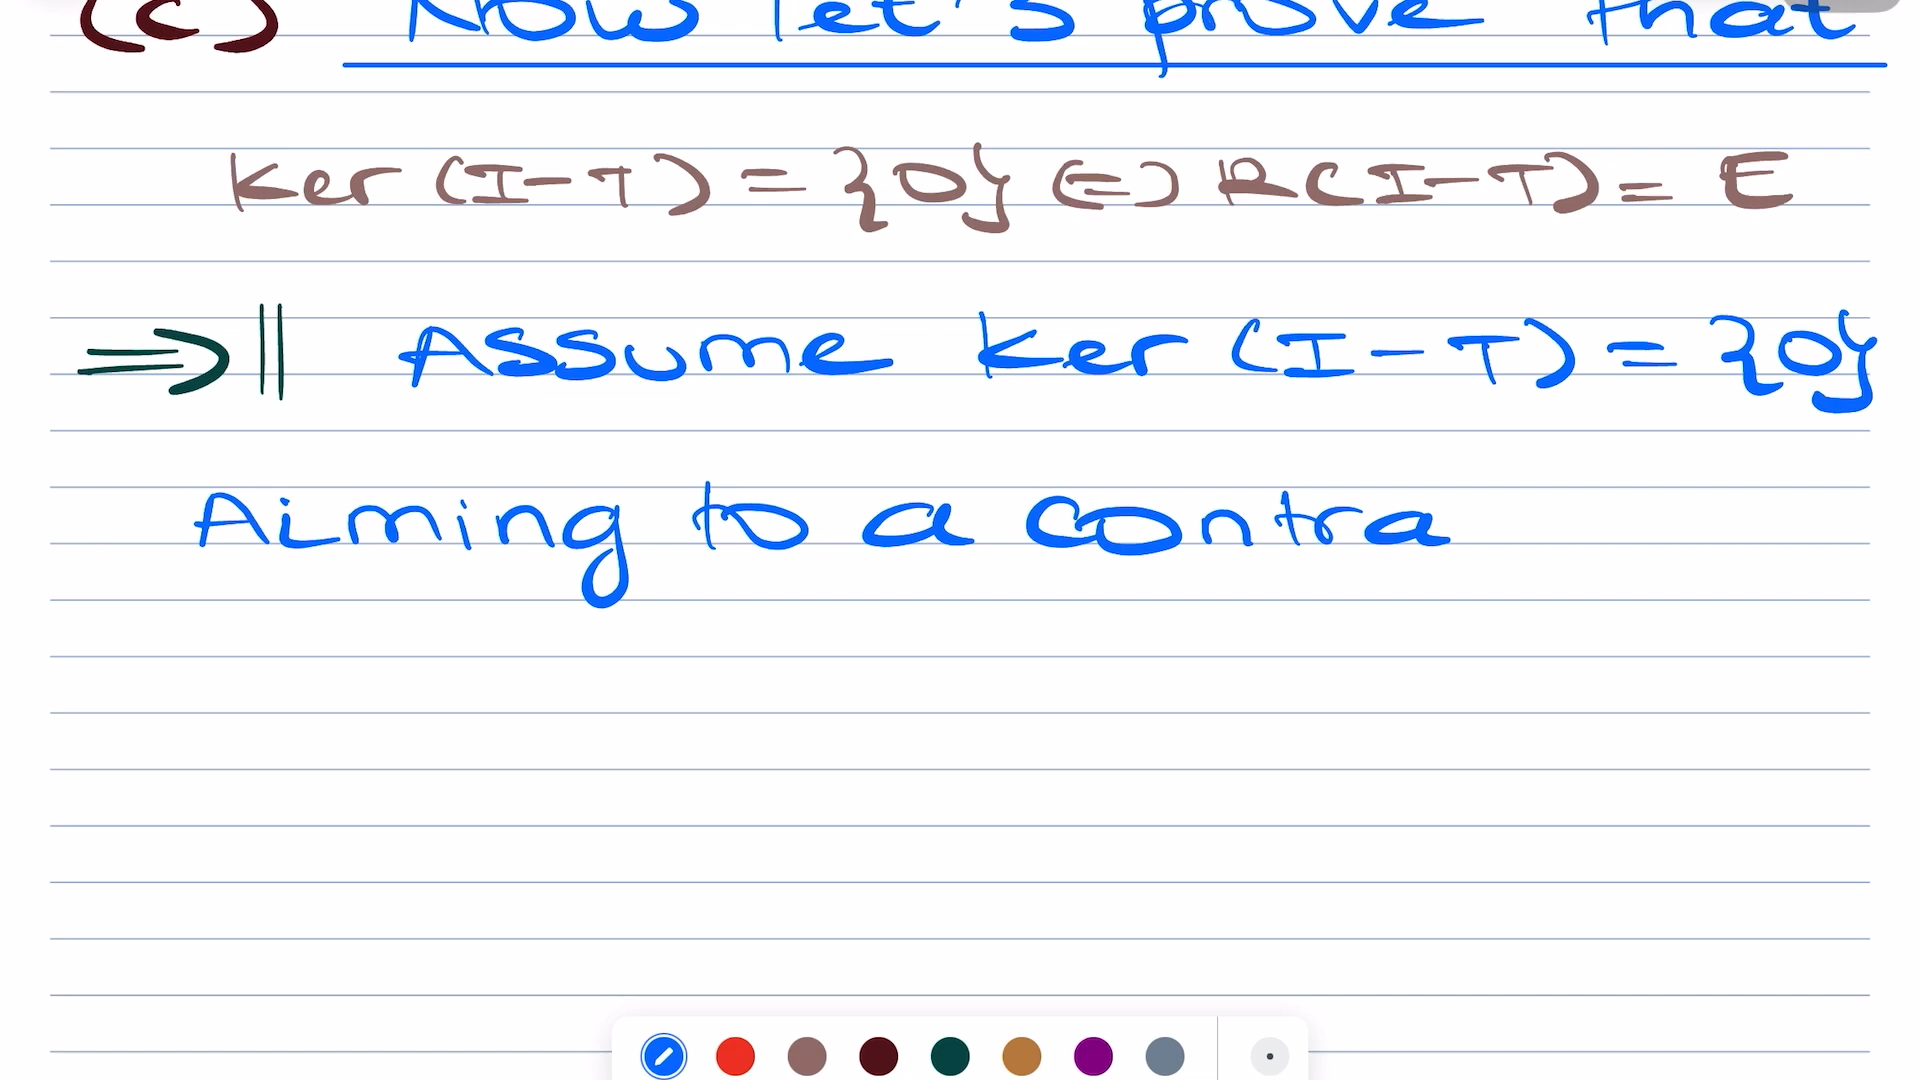 (c) Now let's prove that
Ker (I-T) = {0} (=) R(I-T) = E
=>|| Assume Ker (I-T) = {0}
Aiming to a contra